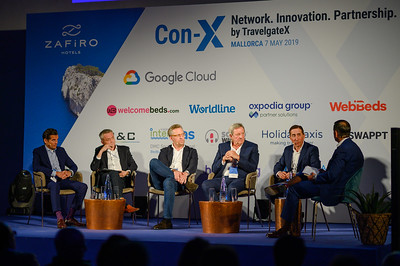 ZAFIRO
HOTELS
Con-X
Network. Innovation. Partnership.
by TravelgateX
MALLORCA 7 MAY 2019
Google Cloud
welcomebeds.com
Worldline
expedia group
partner solutions
Webbeds
& C
SWAPPT